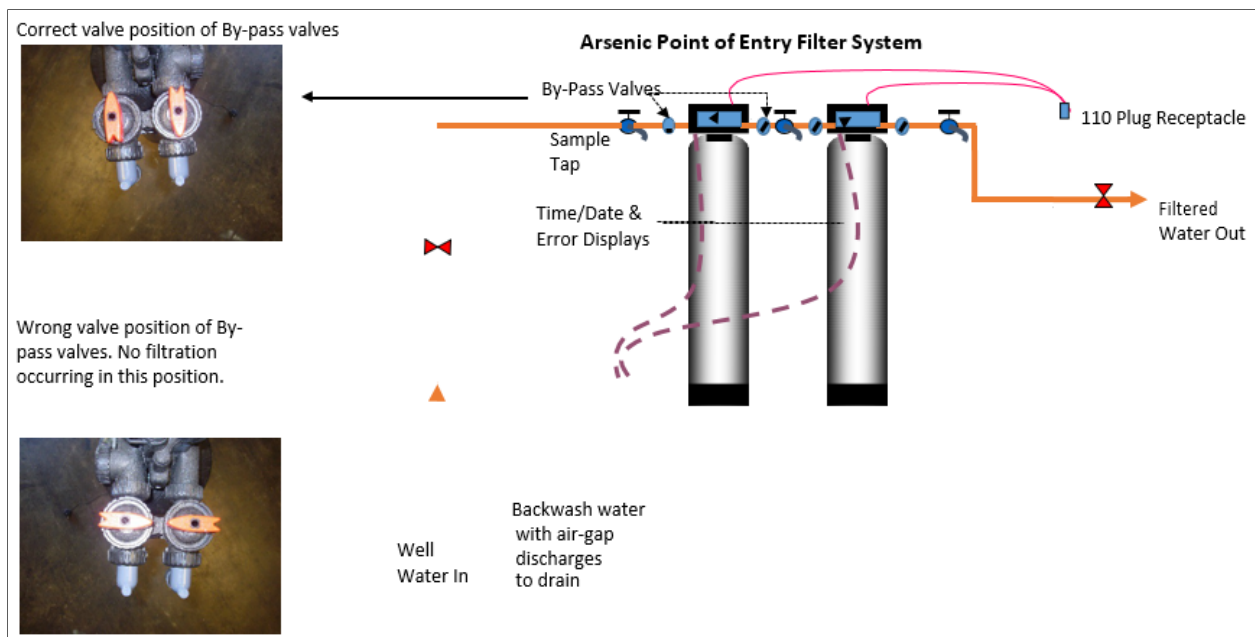 Correct valve position of By-pass valves
Arsenic Point of Entry Filter System
By-Pass Valves
110 Plug Receptacle
Sample
Tap
Time/Date &
Error Displays
Filtered
Water Out
Wrong valve position of By-
pass valves. No filtration
occurring in this position.
Backwash water
with air-gap
discharges
to drain
Well
Water In